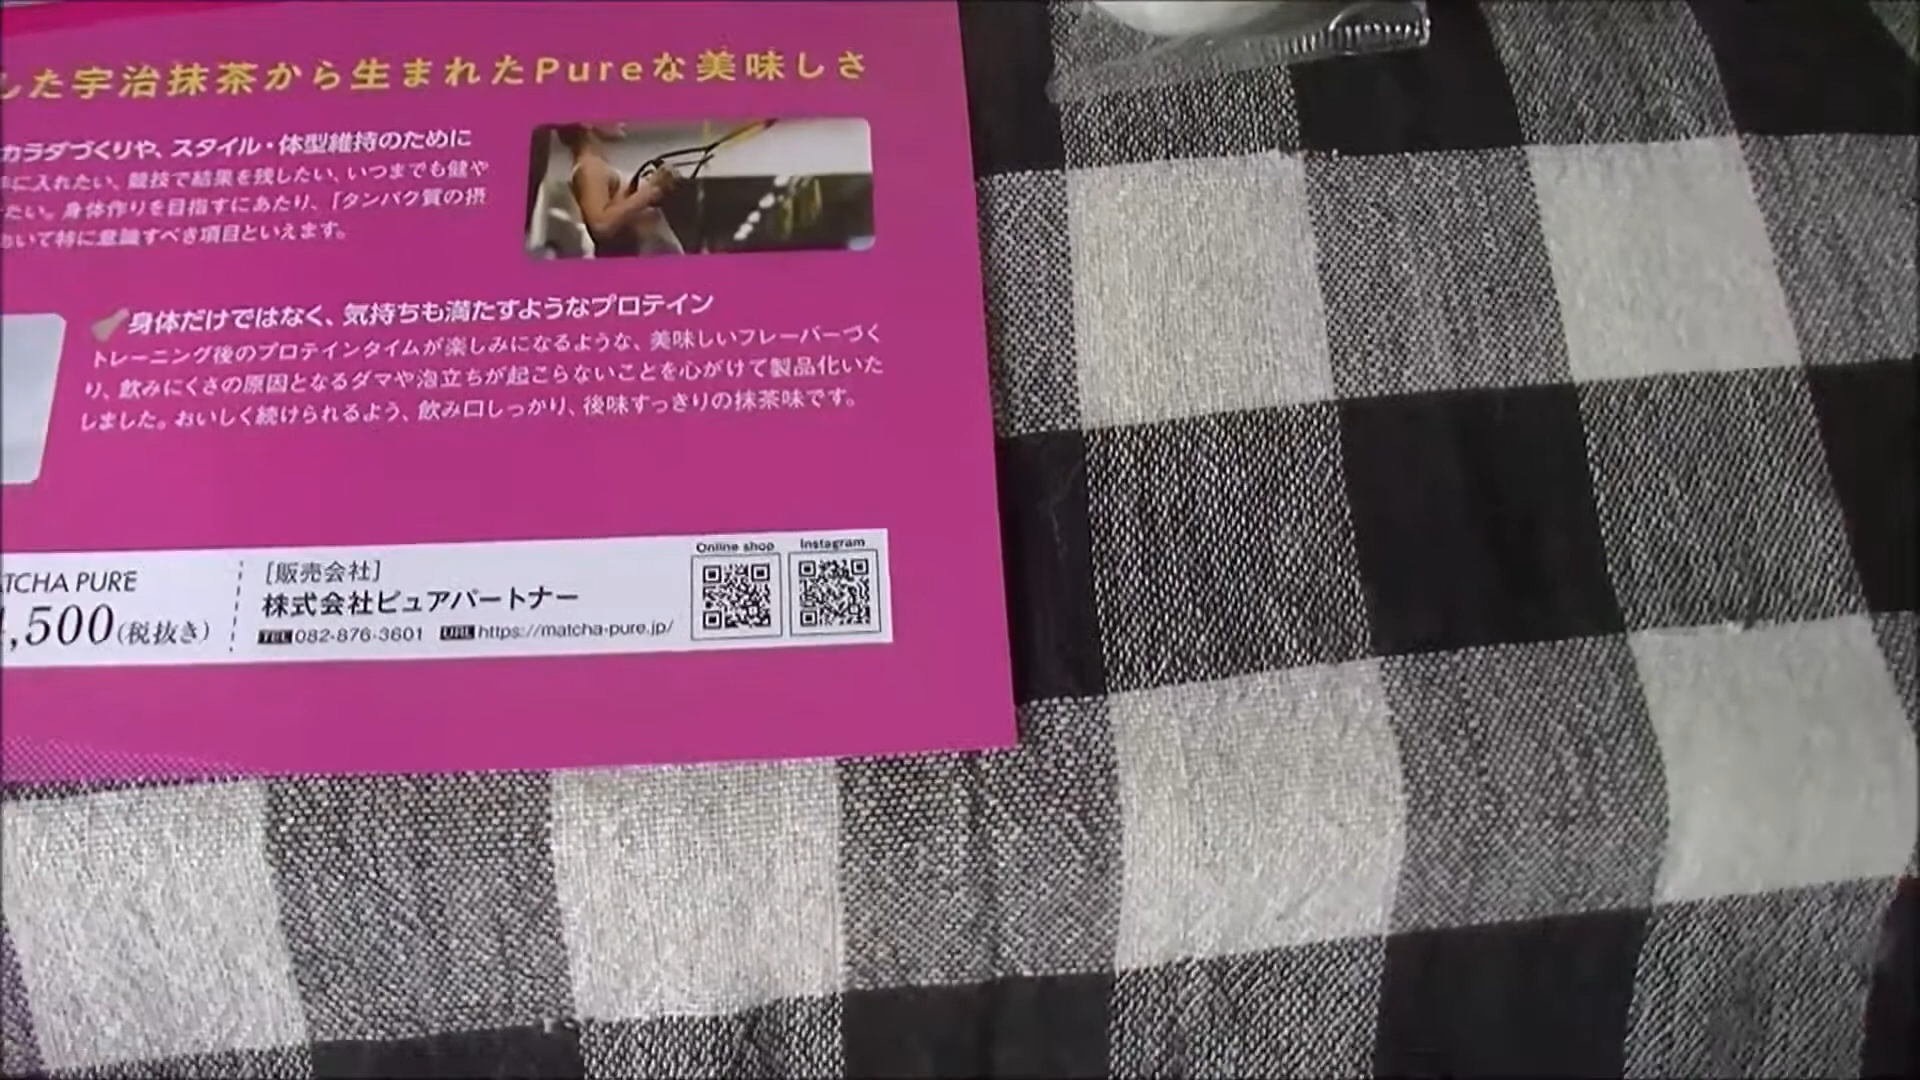 した宇治抹茶から生まれたPureな美味しさ
カラダづくりや、スタイル・体型維持のために
に入れたい、競技で結果を残したい、いつまでも健や
たい。身体作りを目指すにあたり、「タンパク質の摂
おいて特に意識すべき項目といえます。
身体だけではなく、気持ちも満たすようなプロテイン
トレーニング後のプロテインタイムが楽しみになるような、美味しいフレーバーづく
り、飲みにくさの原因となるダマや泡立ちが起こらないことを心がけて製品化いた
しました。おいしく続けられるよう、飲み口しっかり、後味すっきりの抹茶味です。
TCHA PURE
,500(税抜き)
[販売会社]
株式会社ピュアパートナー
TEL 082-876-3601 URL https://matcha-pure.jp/
Online shop
Instagram